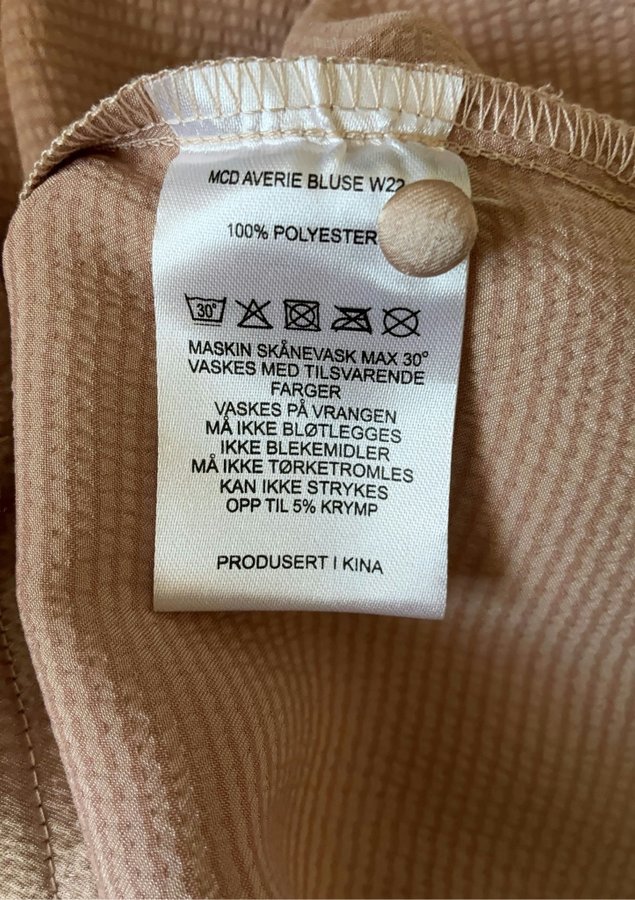 MCD AVERIE BLUSE W22
100% POLYESTER
30°
MASKIN SKÅNEVASK MAX 30°
VASKES MED TILSVARENDE
FARGER
VASKES PÅ VRANGEN
MÅ IKKE BLØTLEGGES
IKKE BLEKEMIDLER
MÅ IKKE TØRKETROMLES
KAN IKKE STRYKES
OPP TIL 5% KRYMP
PRODUSERT I KINA